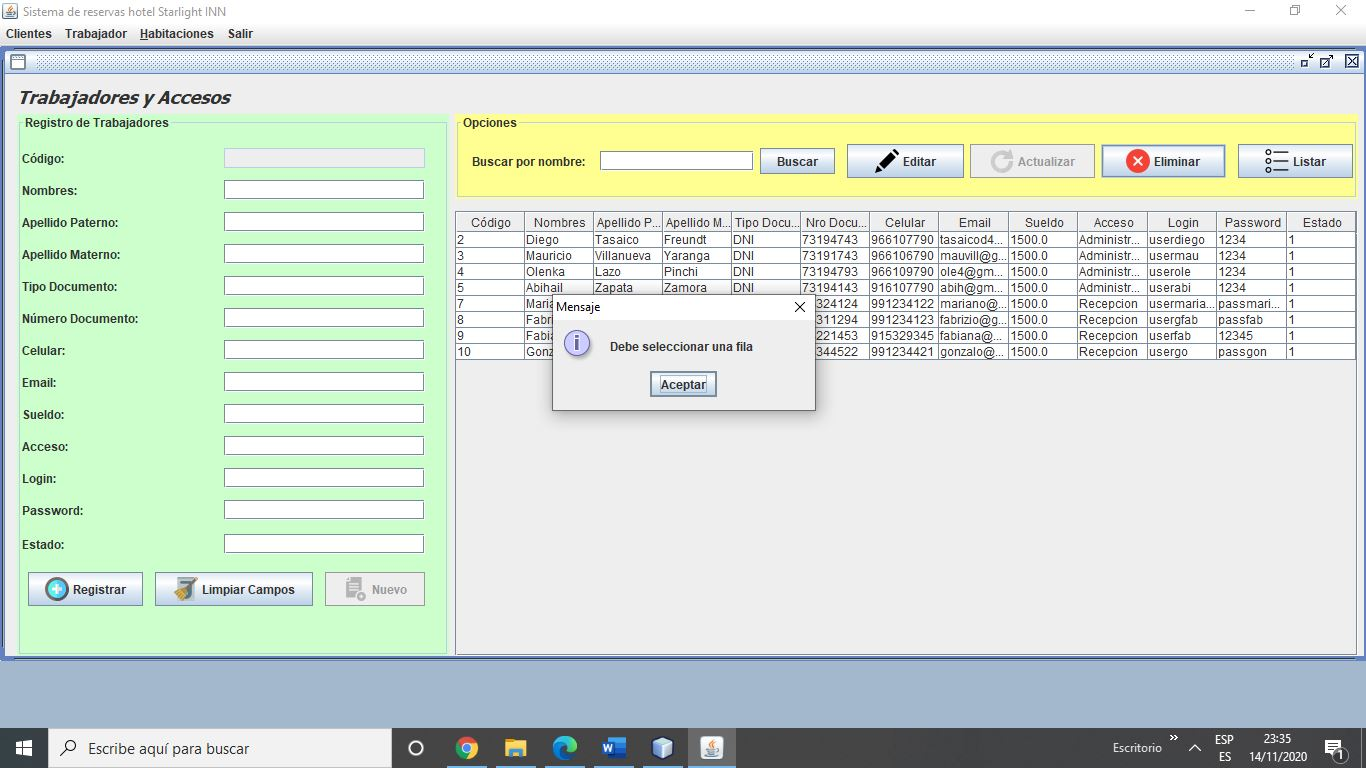 Sistema de reservas hotel Starlight INN
Clientes Trabajador Habitaciones Salir
Trabajadores y Accesos
Registro de Trabajadores
Código:
Nombres:
Apellido Paterno:
Apellido Materno:
Tipo Documento:
Número Documento:
Celular:
Email:
Sueldo:
Acceso:
Login:
Password:
Estado:
Registrar Limpiar Campos Nuevo
Opciones
Buscar por nombre: Buscar Editar Actualizar Eliminar Listar
Código Nombres Apellido P... Apellido M... Tipo Docu... Nro Docu... Celular Email Sueldo Acceso Login Password Estado
2 Diego Tasaico Freundt DNI 73194743 966107790 tasaicod4... 1500.0 Administr... userdiego 1234 1
3 Mauricio Villanueva Yaranga DNI 73191743 966106790 mauvill@g... 1500.0 Administr... usermau 1234 1
4 Olenka Lazo Pinchi DNI 73194793 966109790 ole4@gm... 1500.0 Administr... userole 1234 1
5 Abihail Zapata Zamora DNI 73194143 916107790 abih@gm... 1500.0 Administr... userabi 1234 1
7 Maria 324124 991234122 mariano@... 1500.0 Recepcion usermaria... passmari... 1
8 Fabri 311294 991234123 fabrizio@g... 1500.0 Recepcion usergfab passfab 1
9 Fabia 221453 915329345 fabiana@... 1500.0 Recepcion userfab 12345 1
10 Gonz 344522 991234421 gonzalo@... 1500.0 Recepcion usergo passgon 1
Mensaje
Debe seleccionar una fila
Aceptar
Escribe aquí para buscar
Escritorio
ESP
ES
23:35
14/11/2020
1